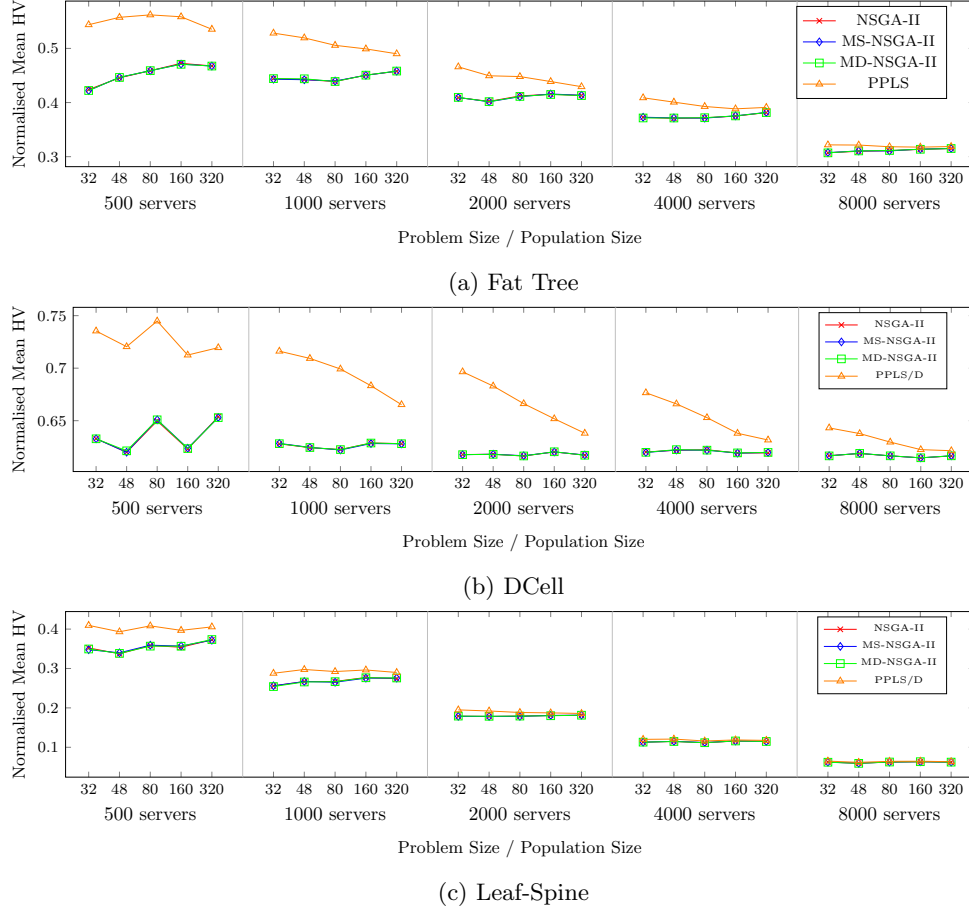 Normalised Mean HV
0.5
0.4
0.3
NSGA-II
MS-NSGA-II
MD-NSGA-II
PPLS
32 48 80 160 320 32 48 80 160 320 32 48 80 160 320 32 48 80 160 320 32 48 80 160 320
500 servers 1000 servers 2000 servers 4000 servers 8000 servers
Problem Size / Population Size
(a) Fat Tree
Normalised Mean HV
0.75
0.7
0.65
NSGA-II
MS-NSGA-II
MD-NSGA-II
PPLS/D
32 48 80 160 320 32 48 80 160 320 32 48 80 160 320 32 48 80 160 320 32 48 80 160 320
500 servers 1000 servers 2000 servers 4000 servers 8000 servers
Problem Size / Population Size
(b) DCell
Normalised Mean HV
0.4
0.3
0.2
0.1
NSGA-II
MS-NSGA-II
MD-NSGA-II
PPLS/D
32 48 80 160 320 32 48 80 160 320 32 48 80 160 320 32 48 80 160 320 32 48 80 160 320
500 servers 1000 servers 2000 servers 4000 servers 8000 servers
Problem Size / Population Size
(c) Leaf-Spine